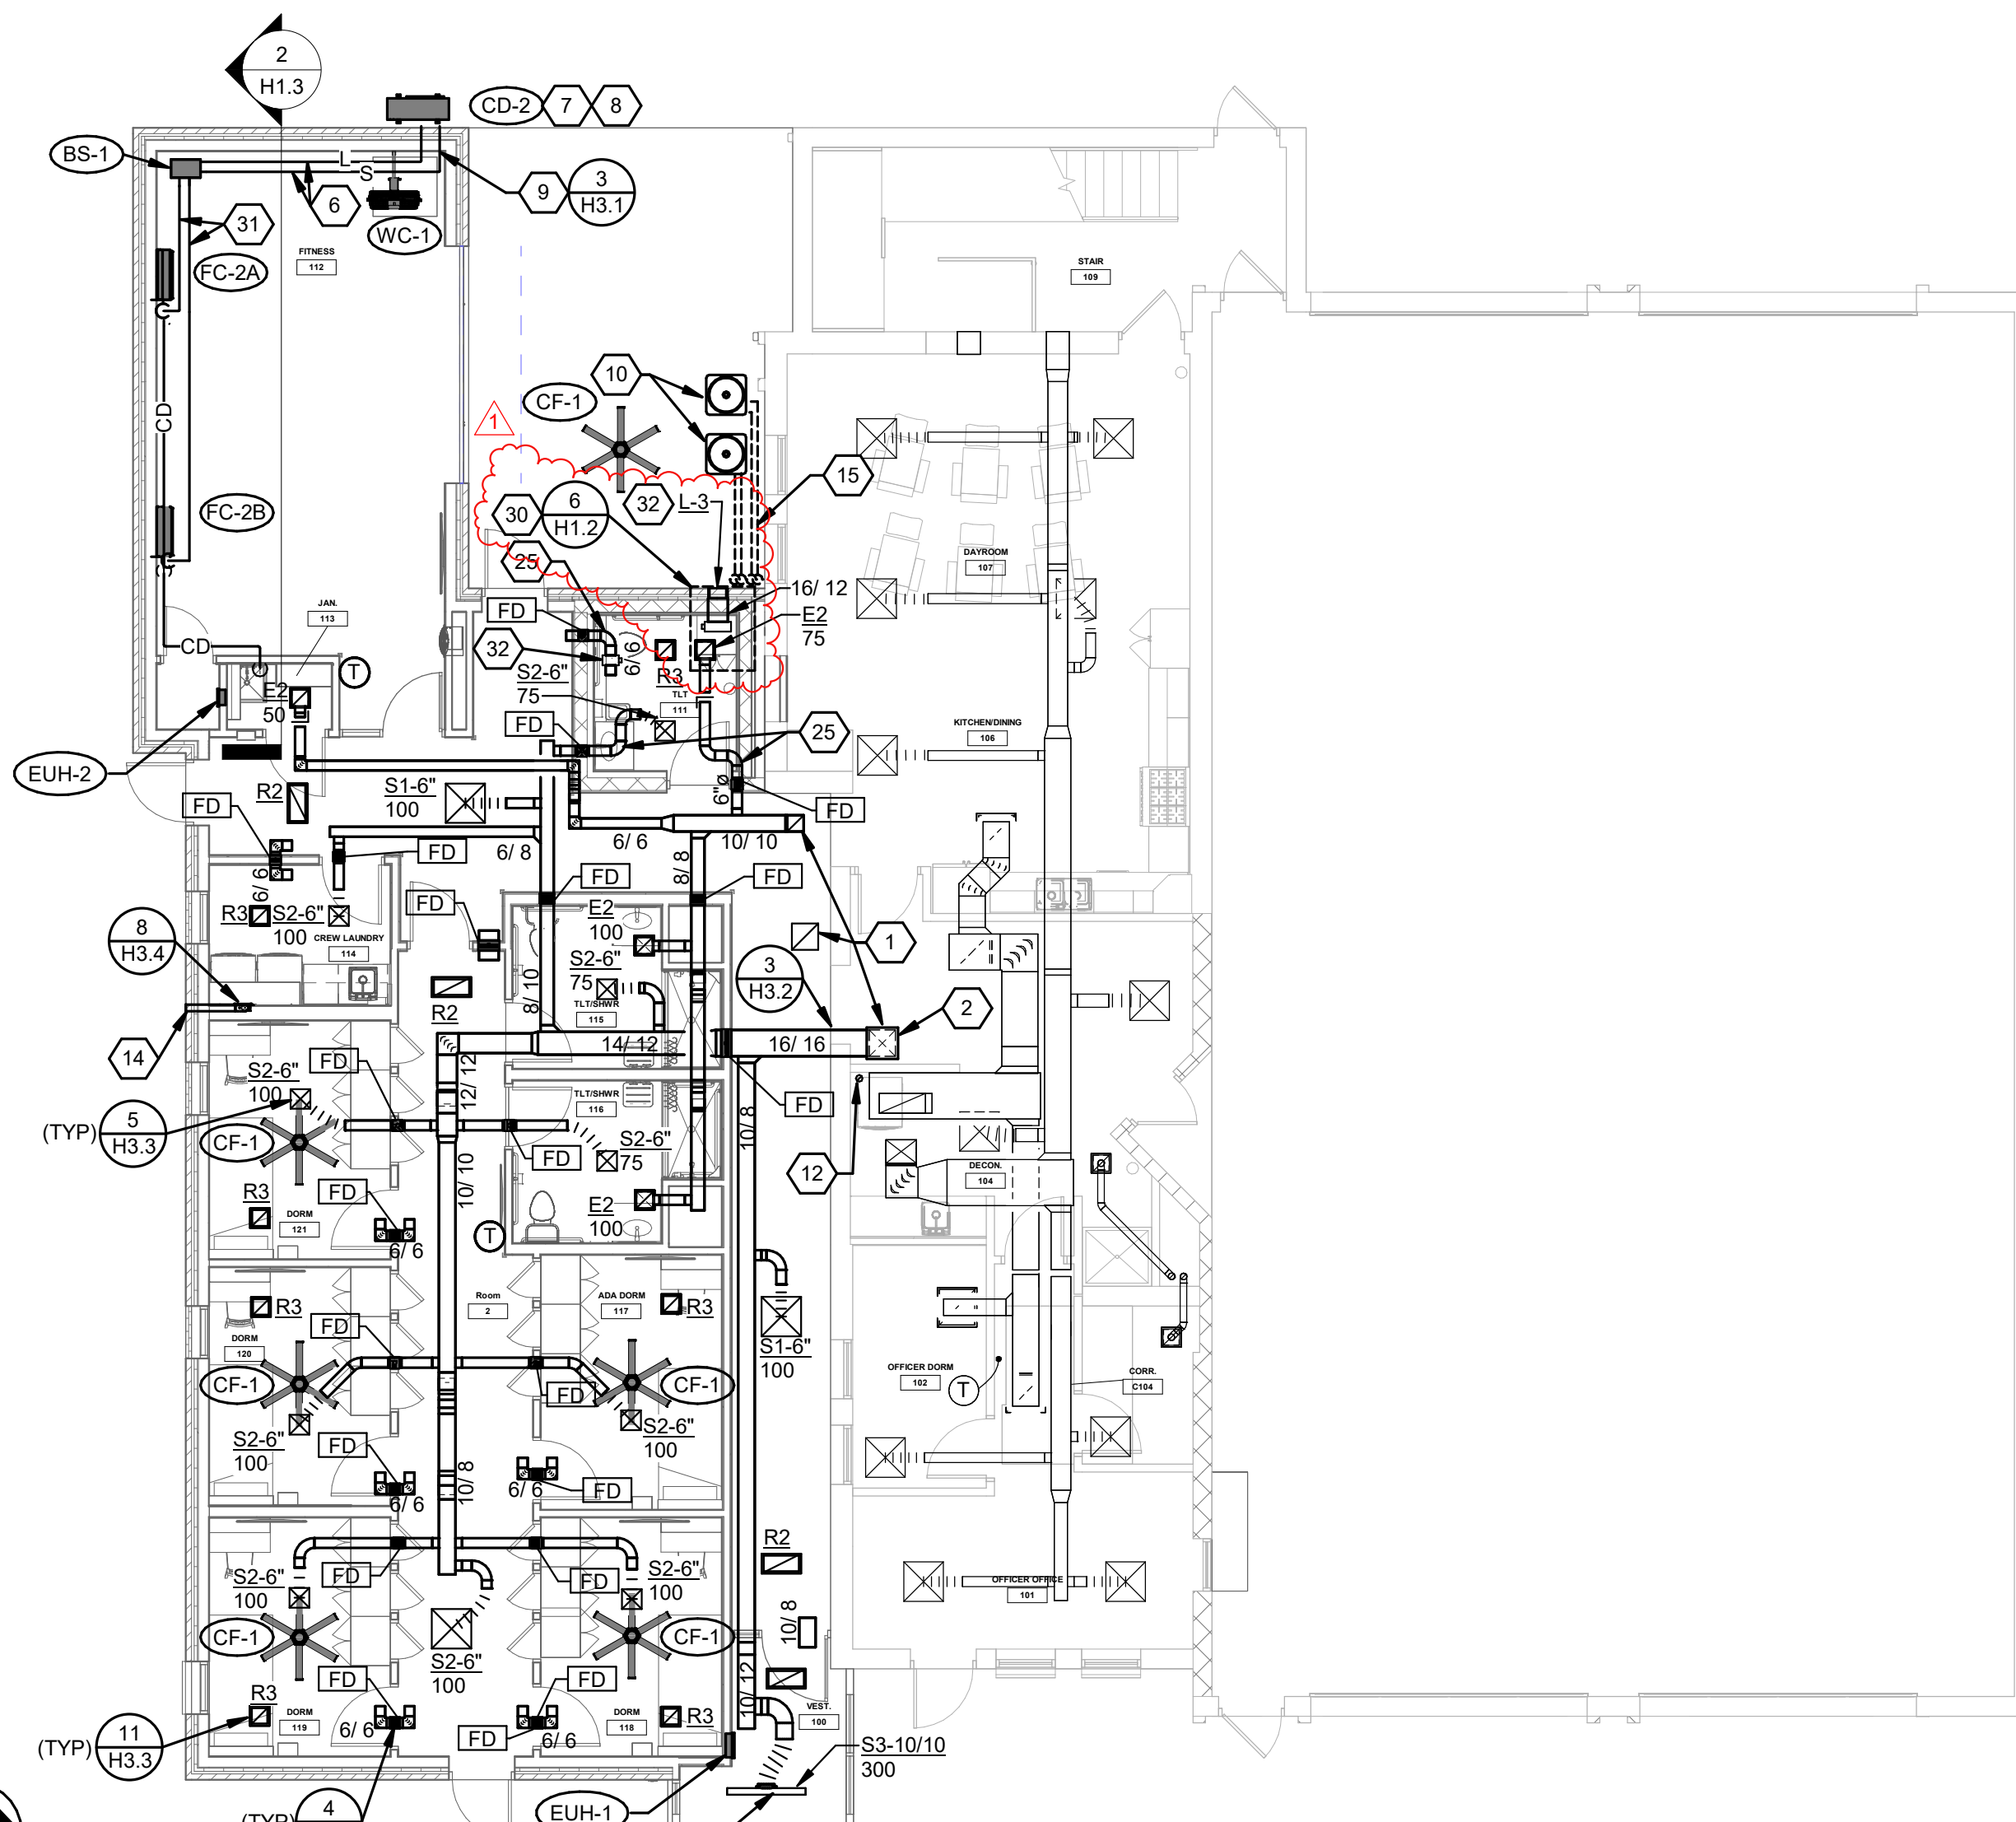 2
H1.3
CD-2
7
8
BS-1
L
S
9
3
H3.1
6
31
WC-1
FITNESS
112
FC-2A
STAIR
109
10
CF-1
1
CD
15
FC-2B
30
6
H1.2
32
L-3
25
DAYROOM
107
16/ 12
JAN.
113
FD
E2
75
32
6/ 6
CD
T
S2-6"
75
R3
TLT
111
E2
50
FD
25
KITCHEN/DINING
106
EUH-2
R2
S1-6"
100
6"ø
FD
FD
6/ 8
6/ 6
10/ 10
FD
8/ 8
FD
FD
6/ 6
R3
S2-6"
100
FD
E2
100
8
H3.4
CREW LAUNDRY
114
1
S2-6"
75
3
H3.2
8/ 10
TLT/SHWR
115
R2
2
14
14/ 12
16/ 16
FD
S2-6"
100
12/ 12
TLT/SHWR
116
FD
10/ 8
(TYP)
5
H3.3
CF-1
S2-6"
75
FD
12
DECON.
104
10/ 10
R3
DORM
121
FD
E2
100
T
6/ 6
R3
Room
2
ADA DORM
117
R3
FD
DORM
120
S1-6"
100
CF-1
FD
CF-1
OFFICER DORM
102
T
CORR.
C104
S2-6"
100
S2-6"
100
FD
10/ 8
6/ 6
6/ 6
FD
R2
S2-6"
100
FD
FD
S2-6"
100
OFFICER OFFICE
101
10/ 8
CF-1
CF-1
S2-6"
100
FD
FD
10/ 12
R3
DORM
119
6/ 6
FD
6/ 6
DORM
118
R3
VEST.
100
(TYP)
11
H3.3
S3-10/10
300
(TYP)
4
EUH-1